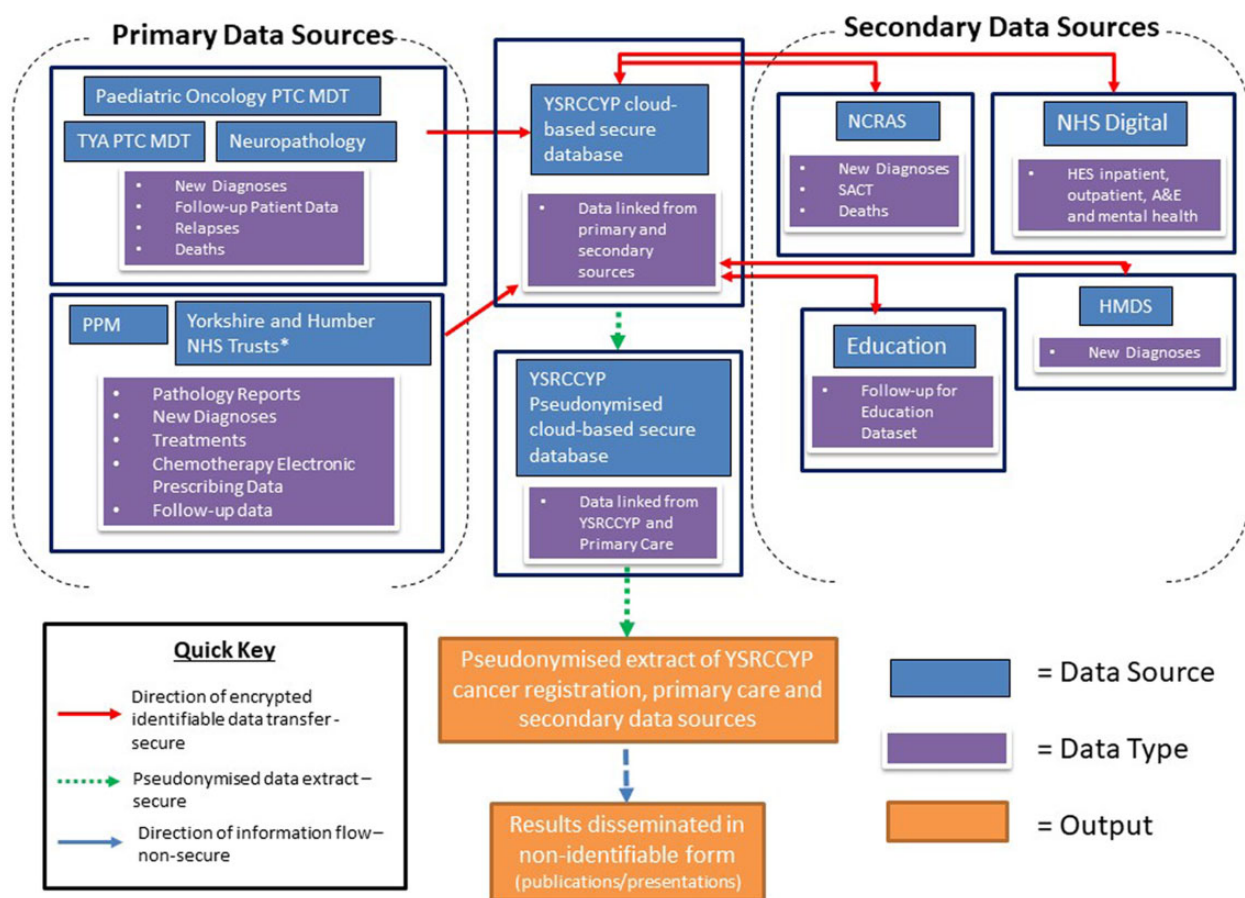 Primary Data Sources
Paediatric Oncology PTC MDT
TYA PTC MDT
Neuropathology
• New Diagnoses
• Follow-up Patient Data
• Relapses
• Deaths
PPM
Yorkshire and Humber
NHS Trusts*
• Pathology Reports
• New Diagnoses
• Treatments
• Chemotherapy Electronic
Prescribing Data
• Follow-up data
YSRCCYP cloud-
based secure
database
• Data linked from
primary and
secondary
sources
YSRCCYP
Pseudonymised
cloud-based secure
database
• Data linked from
YSRCCYP and
Primary Care
Secondary Data Sources
NCRAS
• New Diagnoses
• SACT
• Deaths
NHS Digital
• HES inpatient,
outpatient, A&E
and mental health
HMDS
• New Diagnoses
Education
• Follow-up for
Education
Dataset
Pseudonymised extract of YSRCCYP
cancer registration, primary care and
secondary data sources
Results disseminated in
non-identifiable form
(publications/presentations)
Quick Key
Direction of encrypted
identifiable data transfer -
secure
Pseudonymised data extract –
secure
Direction of information flow –
non-secure
= Data Source
= Data Type
= Output